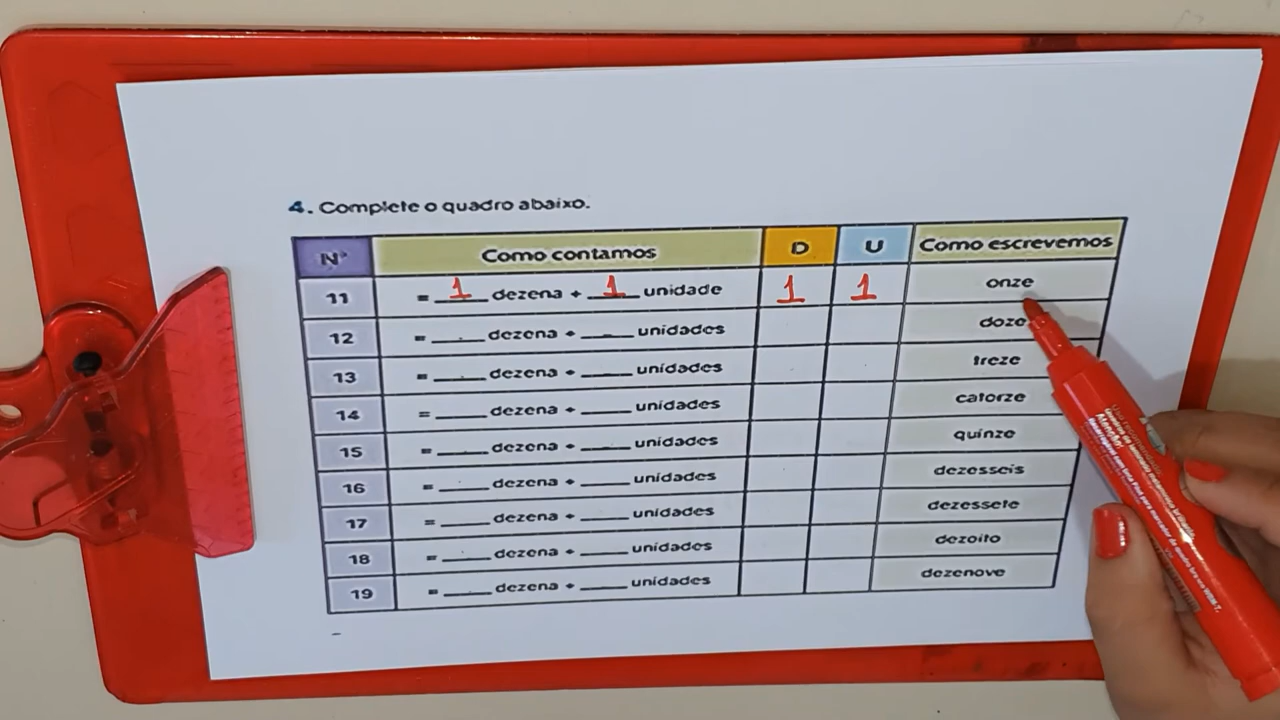 4. Complete o quadro abaixo.
Nº Como contamos D U Como escrevemos
11 = 1 dezena + 1 unidade 1 1 onze
12 = ____ dezena + ____ unidades doze
13 = ____ dezena + ____ unidades treze
14 = ____ dezena + ____ unidades catorze
15 = ____ dezena + ____ unidades quinze
16 = ____ dezena + ____ unidades dezesseis
17 = ____ dezena + ____ unidades dezessete
18 = ____ dezena + ____ unidades dezoito
19 = ____ dezena + ____ unidades dezenove